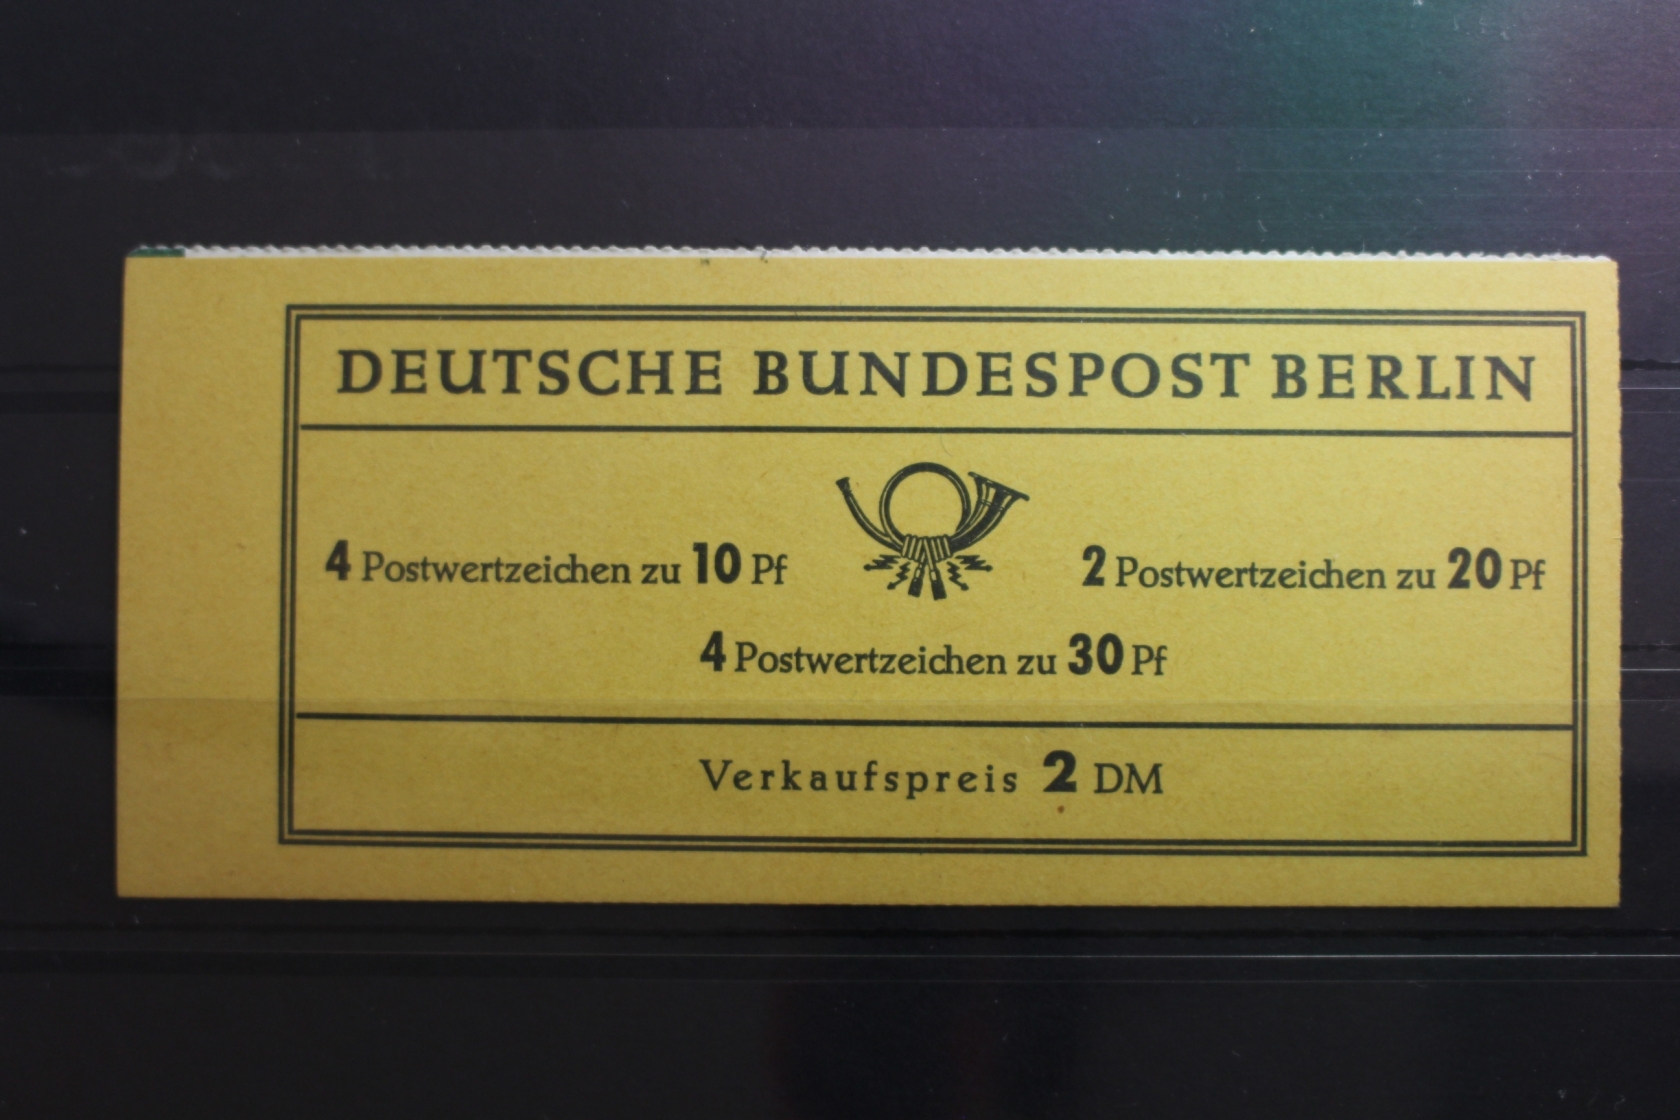 DEUTSCHE BUNDESPOST BERLIN
4 Postwertzeichen zu 10 Pf
2 Postwertzeichen zu 20 Pf
4 Postwertzeichen zu 30 Pf
Verkaufspreis 2 DM